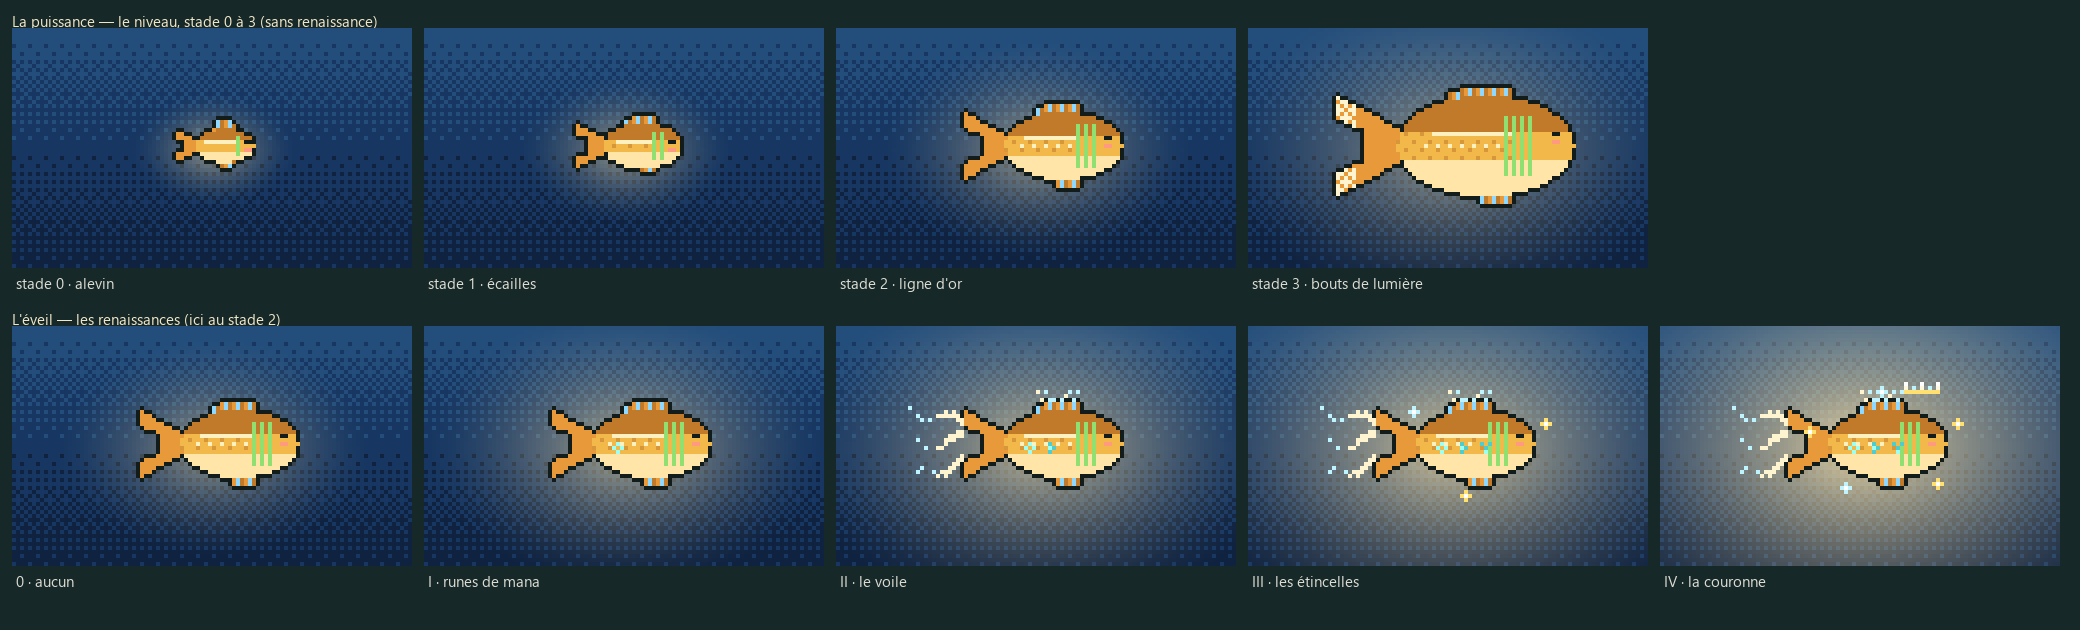 La puissance — le niveau, stade 0 à 3 (sans renaissance)
stade 0 · alevin
stade 1 · écailles
stade 2 · ligne d'or
stade 3 · bouts de lumière
L'éveil — les renaissances (ici au stade 2)
0 · aucun
I · runes de mana
II · le voile
III · les étincelles
IV · la couronne